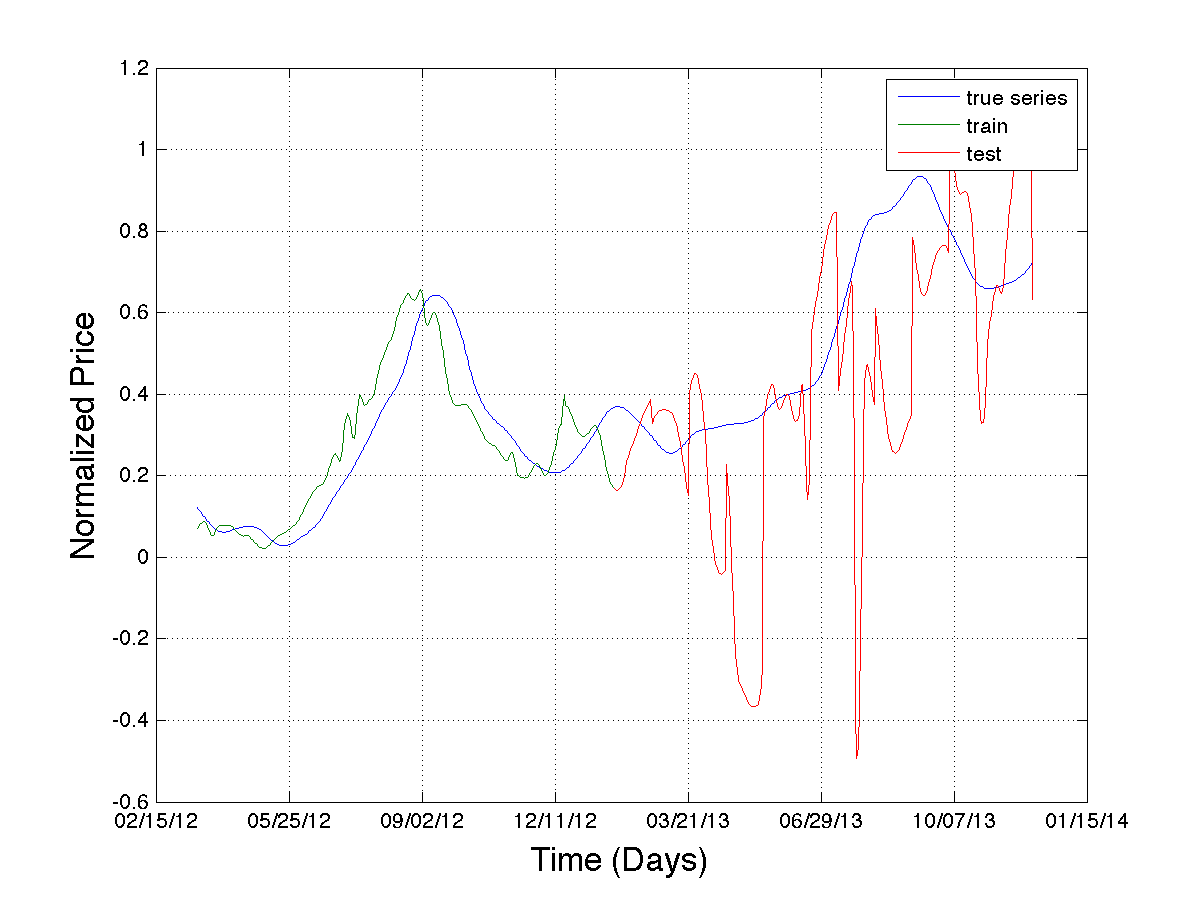 1.2
1
0.8
0.6
0.4
0.2
0
-0.2
-0.4
-0.6
Normalized Price
true series
train
test
02/15/12 05/25/12 09/02/12 12/11/12 03/21/13 06/29/13 10/07/13 01/15/14
Time (Days)